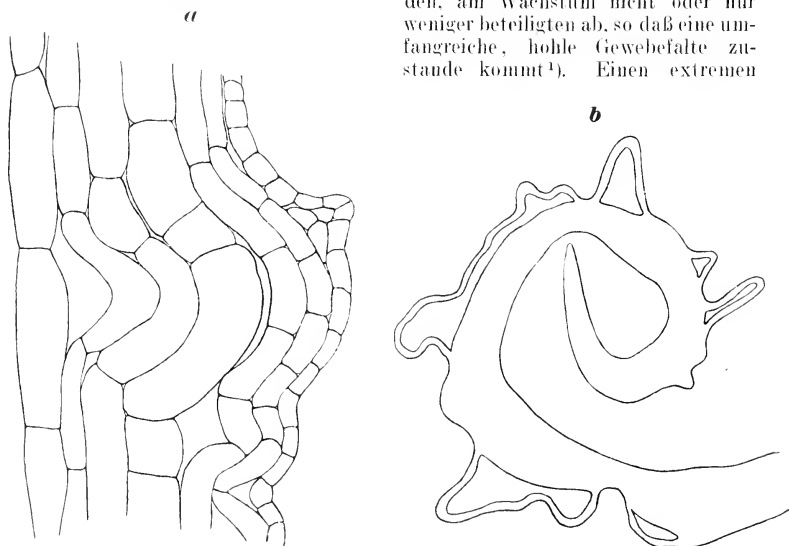 a
den, am Wachstum nicht oder nur
weniger beteiligten ab, so daß eine um-
fangreiche, hohle Gewebefalte zu-
stande kommt¹). Einen extremen
b